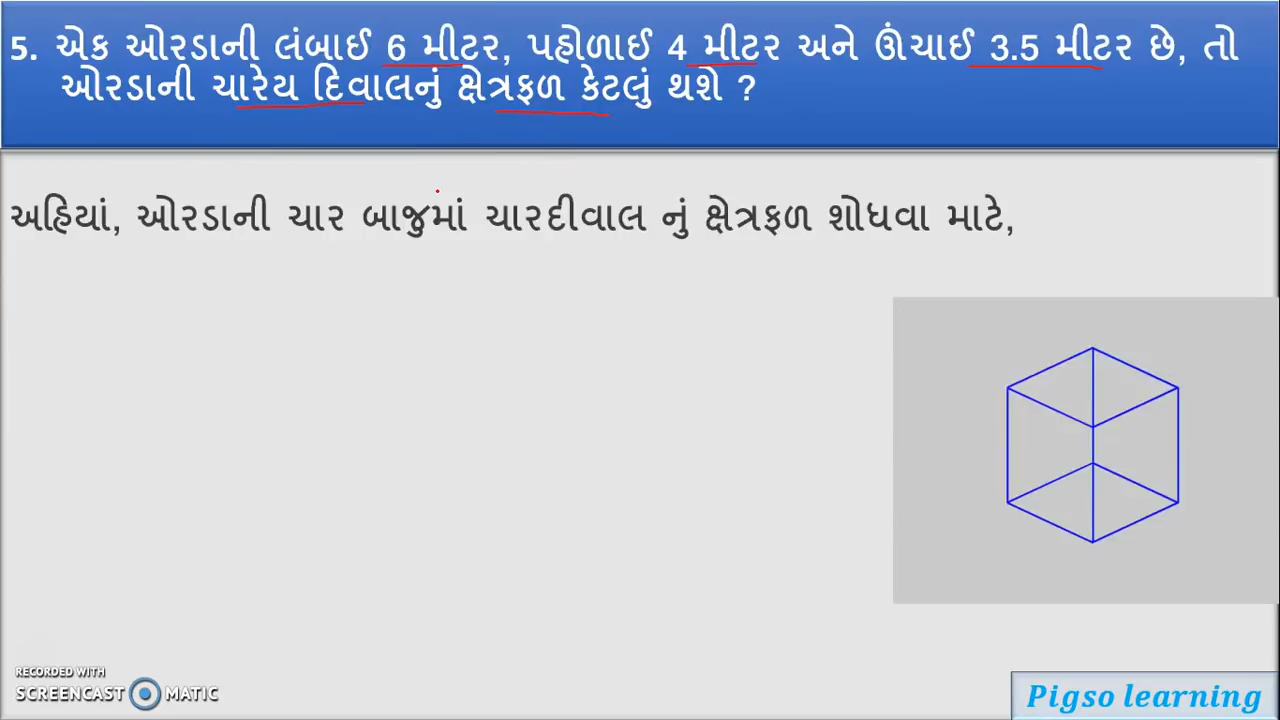 5. એક ઓરડાની લંબાઈ 6 મીટર, પહોળાઈ 4 મીટર અને ઊંચાઈ 3.5 મીટર છે, તો
ઓરડાની ચારેય દિવાલનું ક્ષેત્રફળ કેટલું થશે ?
અહિયાં, ઓરડાની ચાર બાજુમાં ચારદીવાલ નું ક્ષેત્રફળ શોધવા માટે,
RECORDED WITH
SCREENCAST MATIC
Pigso learning